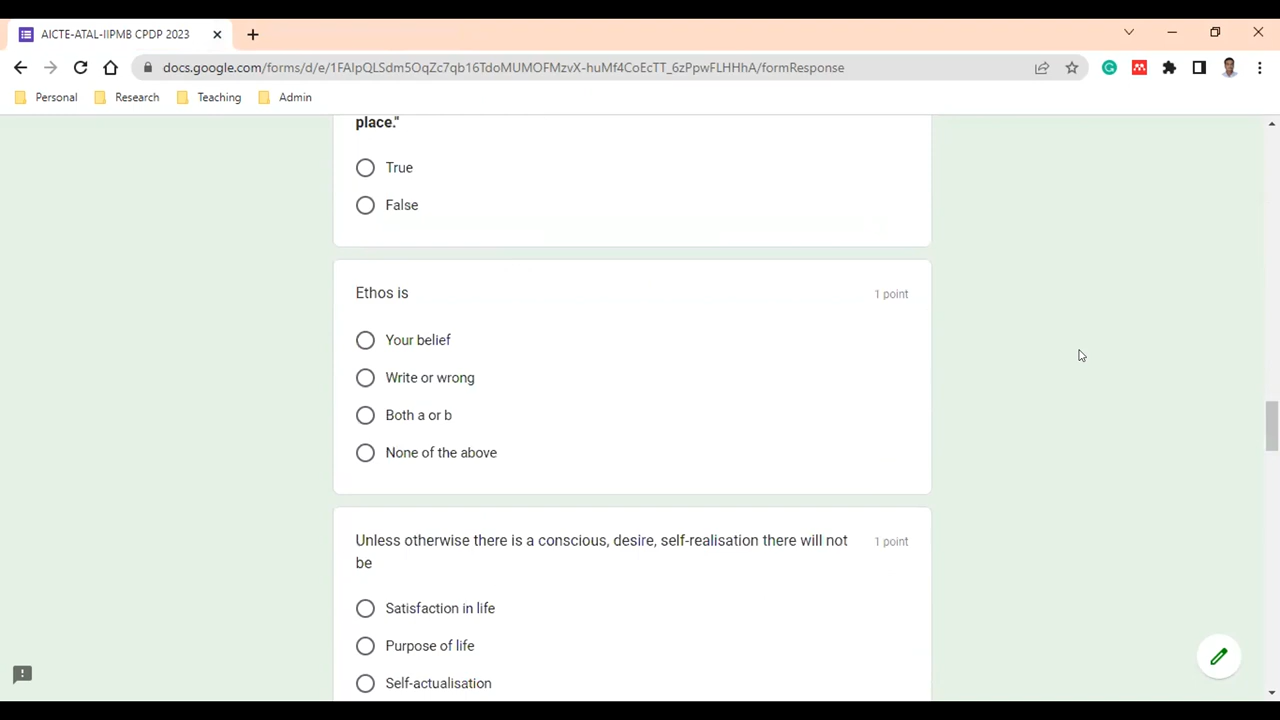 AICTE-ATAL-IIPMB CPDP 2023
docs.google.com/forms/d/e/1FAIpQLSdm5OqZc7qb16TdoMUMOFMzvX-huMf4CoEcTT_6zPpwFLHHhA/formResponse
Personal
Research
Teaching
Admin
place."
True
False
Ethos is
1 point
Your belief
Write or wrong
Both a or b
None of the above
Unless otherwise there is a conscious, desire, self-realisation there will not
1 point
be
Satisfaction in life
Purpose of life
Self-actualisation